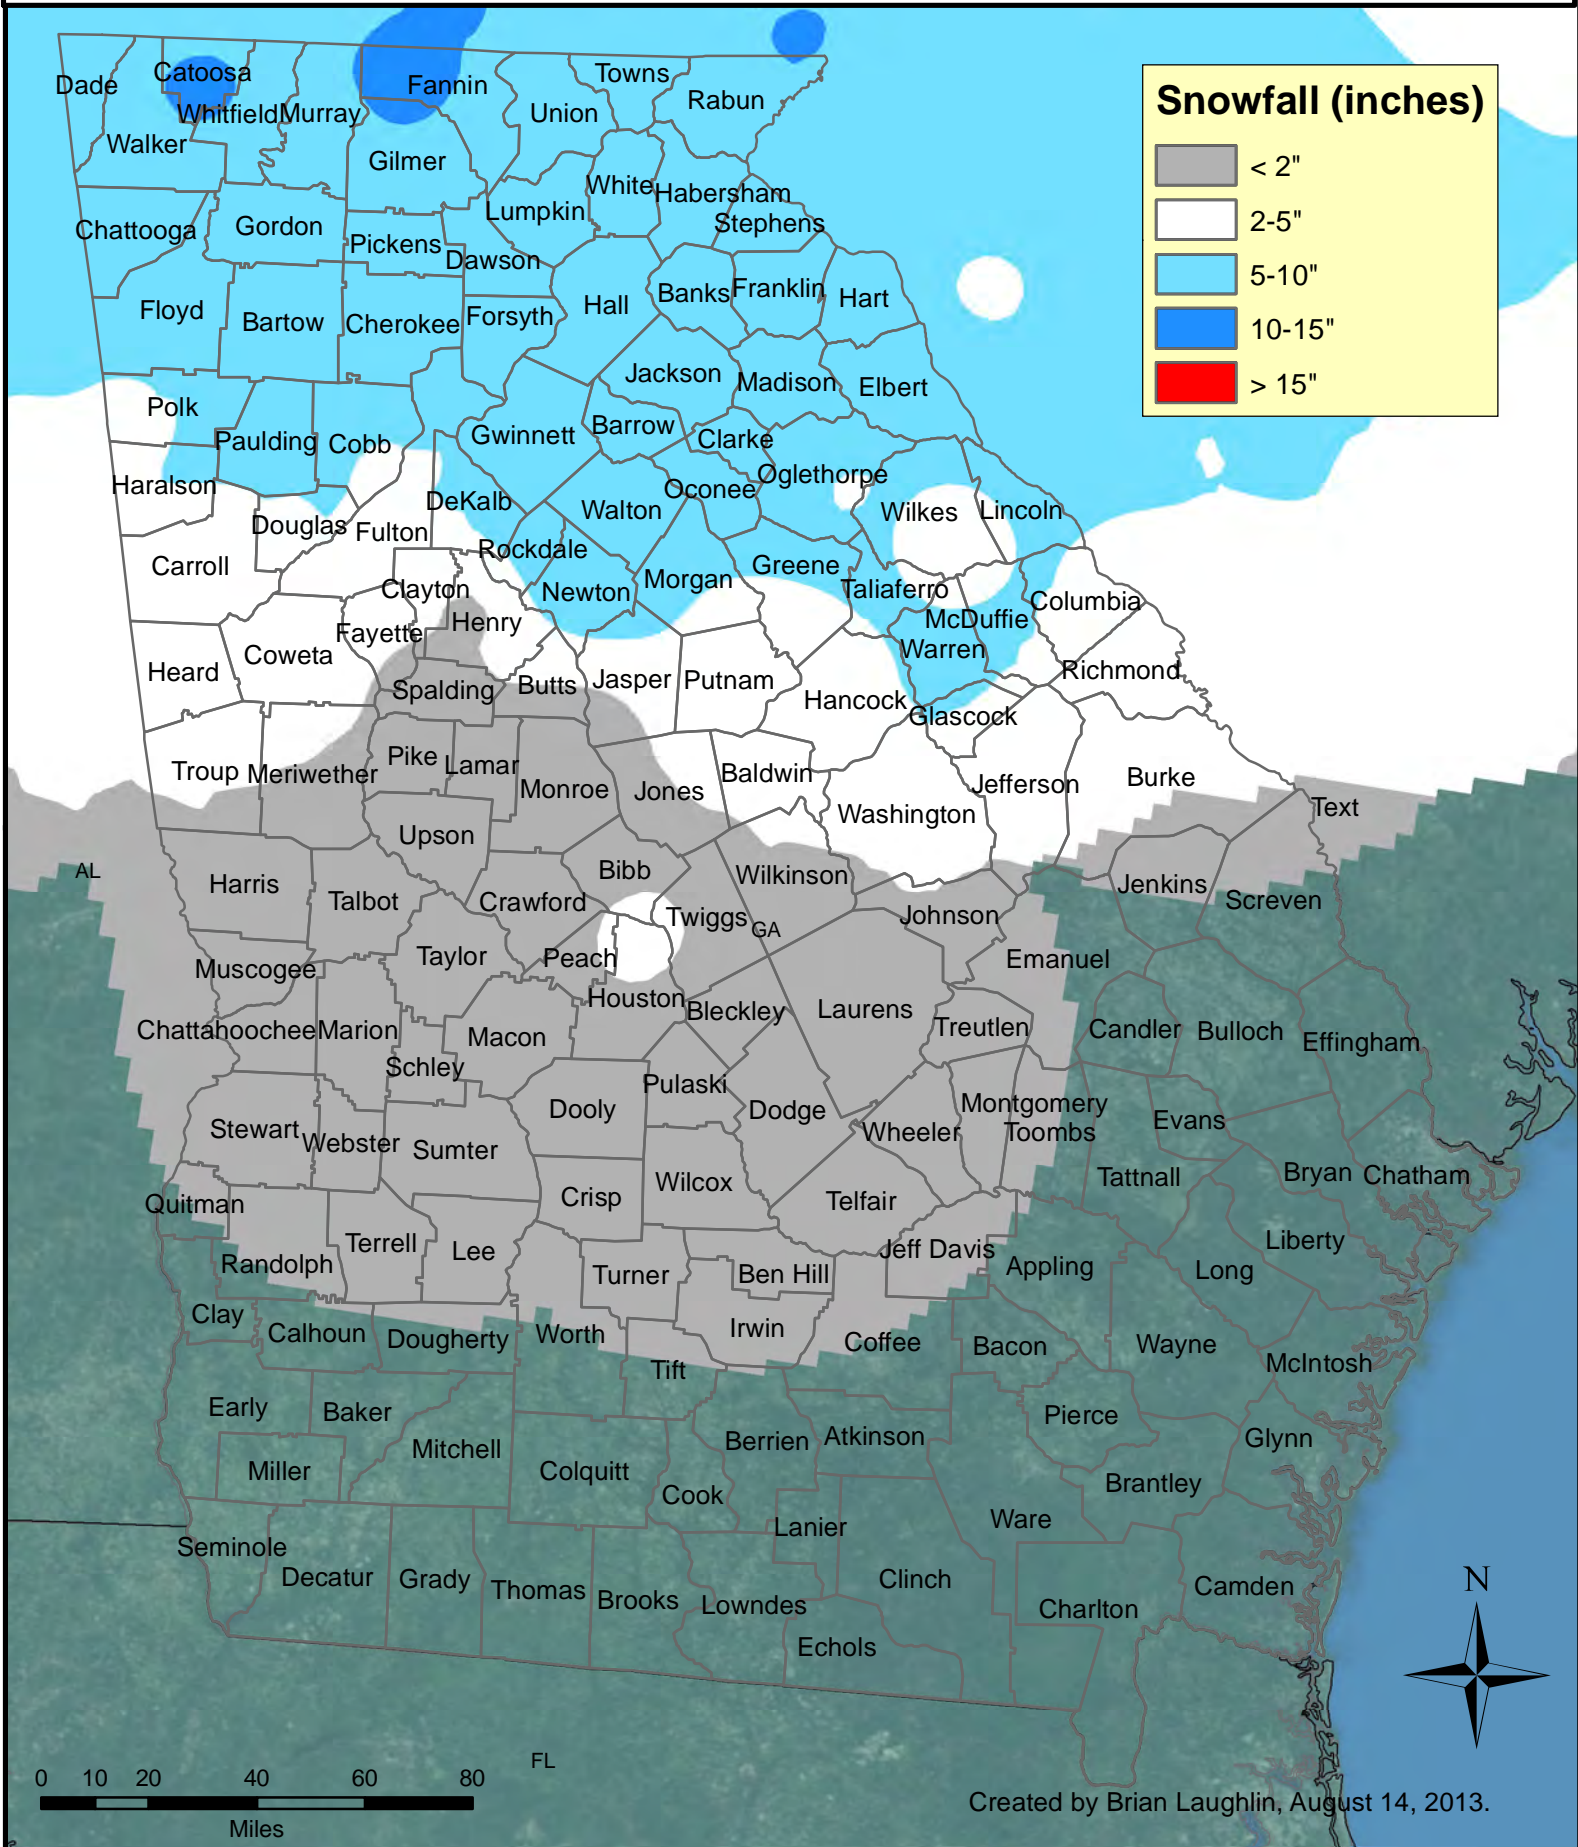 Snowfall (inches)
< 2"
2-5"
5-10"
10-15"
> 15"
Dade
Catoosa
Fannin
Towns
Rabun
Union
Whitfield
Murray
Walker
Gilmer
White
Habersham
Lumpkin
Stephens
Chattooga
Gordon
Pickens
Dawson
Floyd
Bartow
Cherokee
Forsyth
Hall
Banks
Franklin
Hart
Jackson
Madison
Elbert
Polk
Paulding
Cobb
Gwinnett
Barrow
Clarke
Oglethorpe
Haralson
Oconee
DeKalb
Walton
Wilkes
Lincoln
Douglas
Fulton
Rockdale
Carroll
Clayton
Newton
Morgan
Greene
Taliaferro
Columbia
Fayette
Henry
McDuffie
Warren
Heard
Coweta
Spalding
Butts
Jasper
Putnam
Richmond
Hancock
Glascock
Troup
Meriwether
Pike
Lamar
Monroe
Jones
Baldwin
Jefferson
Burke
Washington
Text
Upson
AL
Harris
Talbot
Crawford
Bibb
Wilkinson
Jenkins
Screven
Twiggs
GA
Johnson
Muscogee
Taylor
Peach
Emanuel
Houston
Bleckley
Laurens
Chattahoochee
Marion
Macon
Treutlen
Candler
Bulloch
Effingham
Schley
Pulaski
Dooly
Dodge
Montgomery
Stewart
Webster
Sumter
Wheeler
Toombs
Evans
Quitman
Crisp
Wilcox
Telfair
Tattnall
Bryan
Chatham
Randolph
Terrell
Lee
Turner
Ben Hill
Jeff Davis
Appling
Long
Liberty
Clay
Calhoun
Dougherty
Worth
Irwin
Coffee
Bacon
Wayne
McIntosh
Tift
Early
Baker
Mitchell
Berrien
Atkinson
Pierce
Glynn
Miller
Colquitt
Cook
Brantley
Lanier
Ware
Seminole
Decatur
Grady
Thomas
Brooks
Lowndes
Clinch
Charlton
Camden
Echols
N
FL
0 10 20 40 60 80
Miles
Created by Brian Laughlin, August 14, 2013.